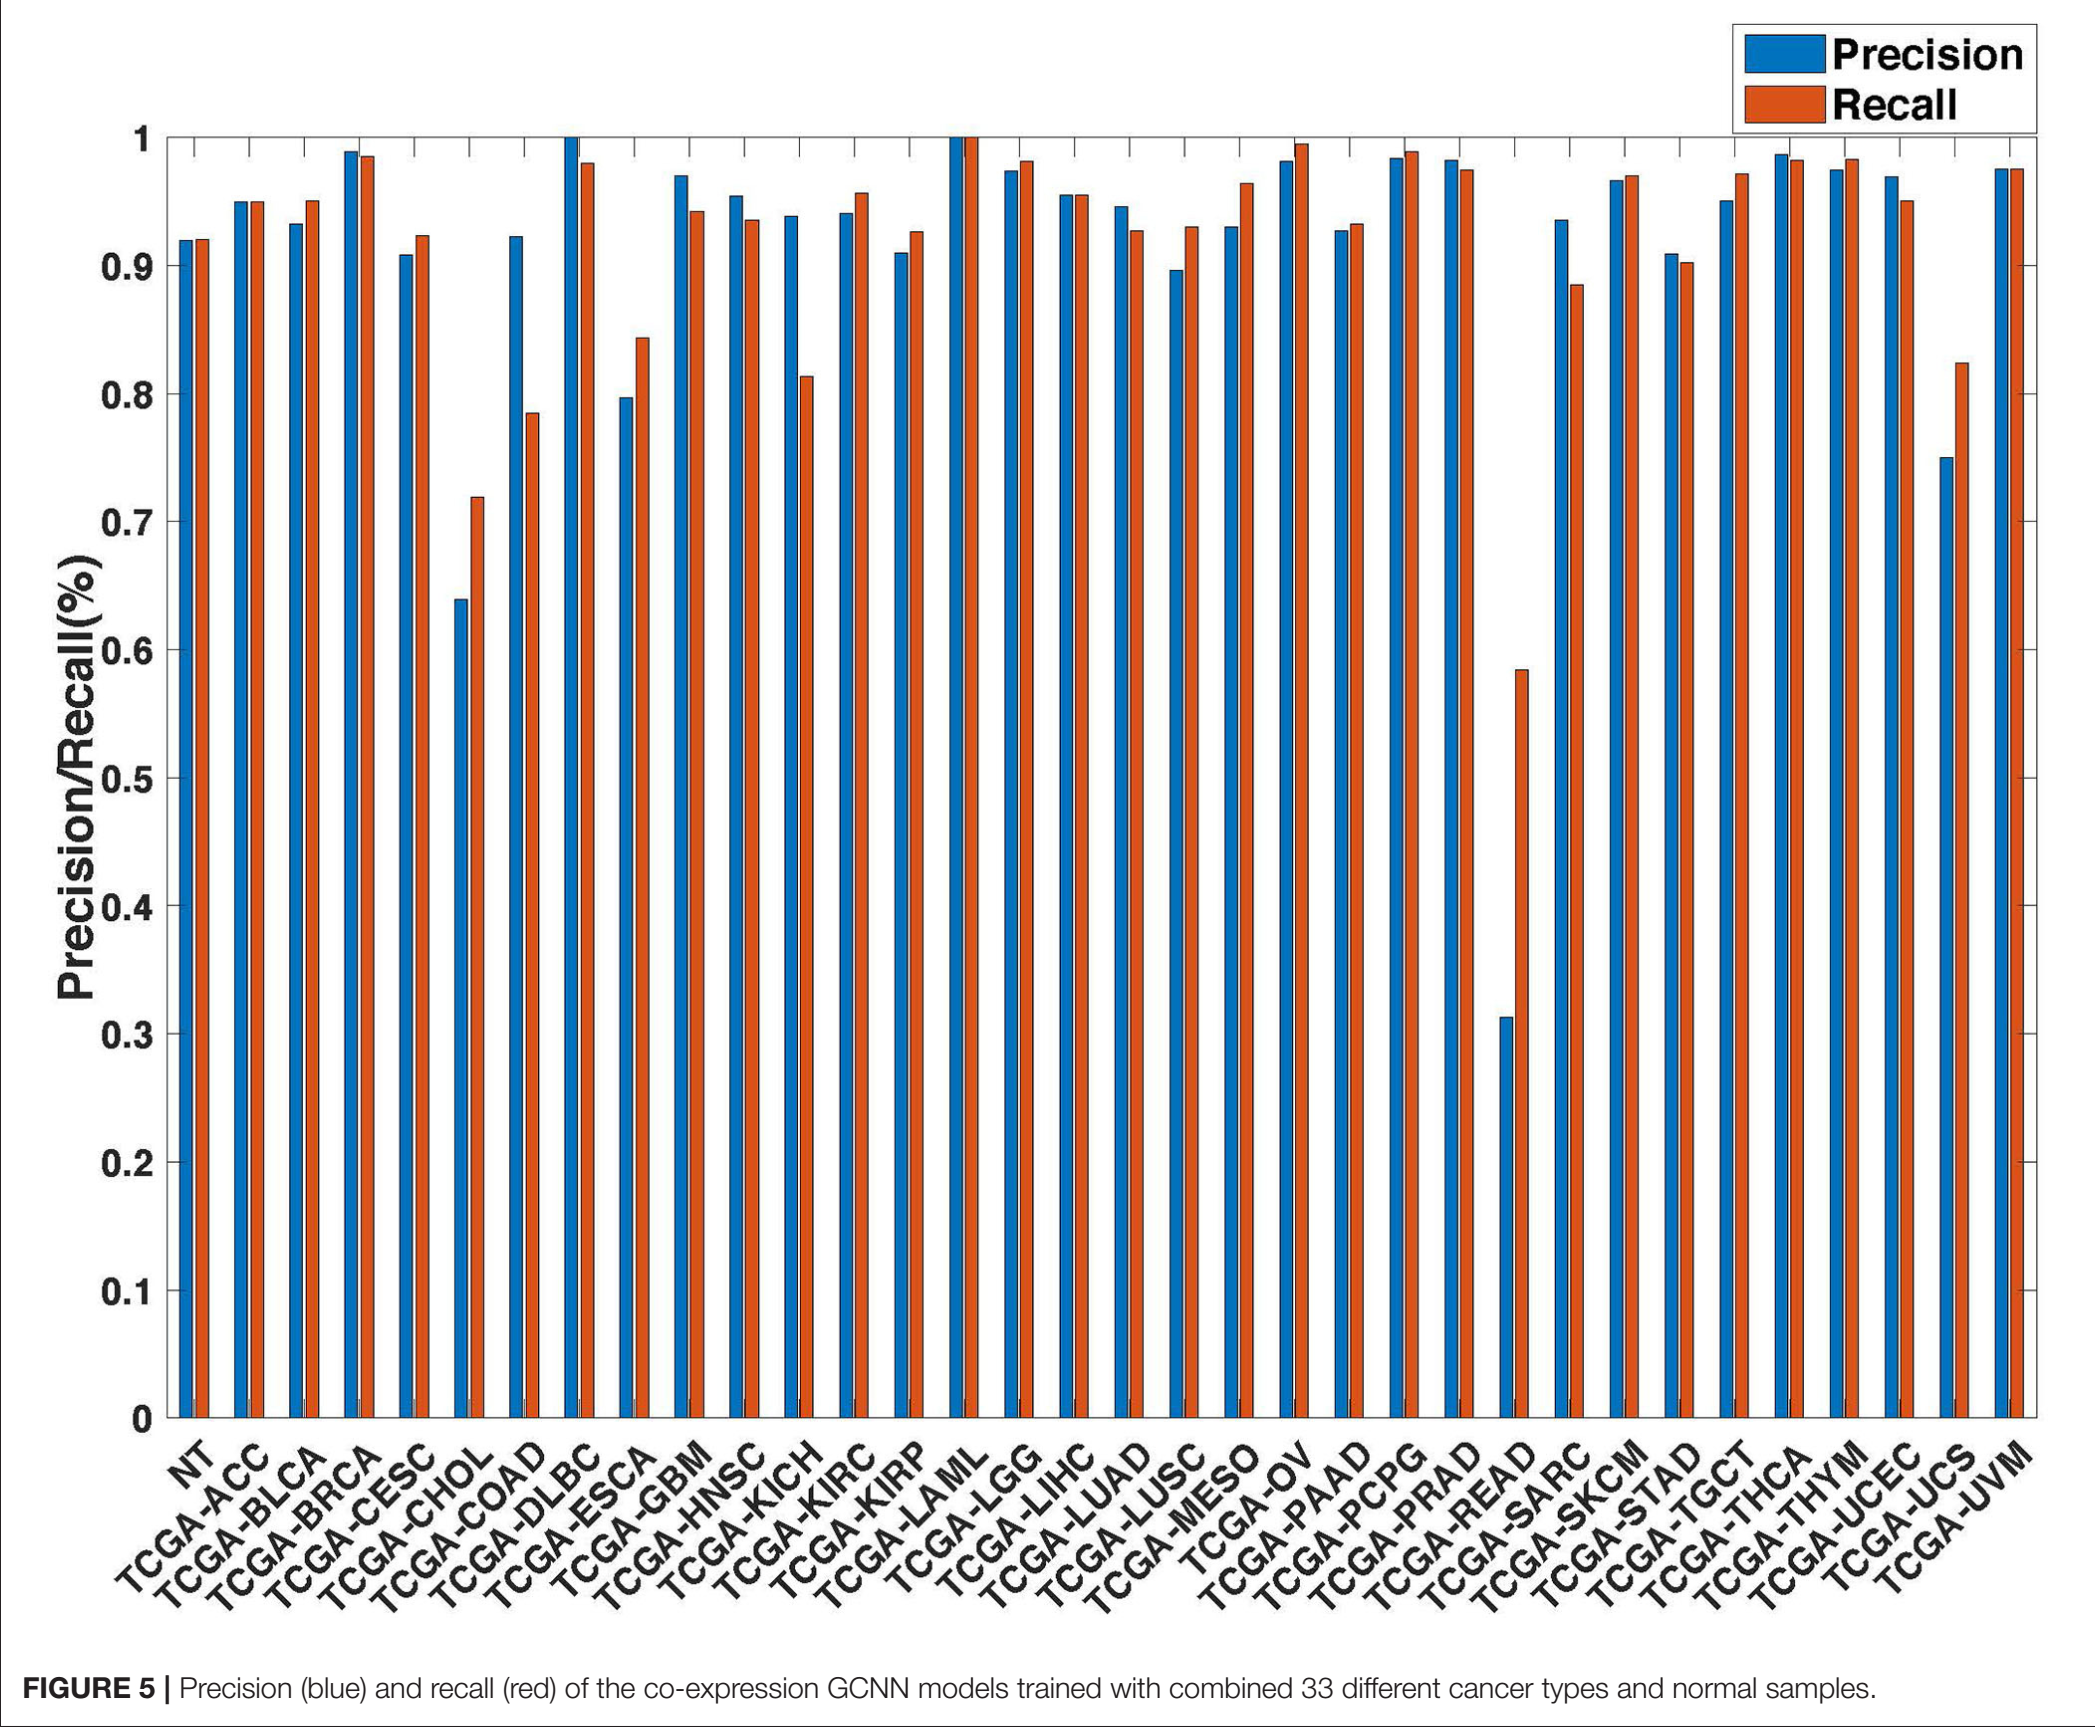 Precision
Recall
1
0.9
0.8
0.7
0.6
0.5
0.4
0.3
0.2
0.1
0
Precision/Recall(%)
NT
TCGA-ACC
TCGA-BLCA
TCGA-BRCA
TCGA-CESC
TCGA-CHOL
TCGA-COAD
TCGA-DLBC
TCGA-ESCA
TCGA-GBM
TCGA-HNSC
TCGA-KICH
TCGA-KIRC
TCGA-KIRP
TCGA-LAML
TCGA-LGG
TCGA-LIHC
TCGA-LUAD
TCGA-LUSC
TCGA-MESO
TCGA-OV
TCGA-PAAD
TCGA-PCPG
TCGA-PRAD
TCGA-READ
TCGA-SARC
TCGA-SKCM
TCGA-STAD
TCGA-TGCT
TCGA-THCA
TCGA-THYM
TCGA-UCEC
TCGA-UCS
TCGA-UVM
FIGURE 5 | Precision (blue) and recall (red) of the co-expression GCNN models trained with combined 33 different cancer types and normal samples.